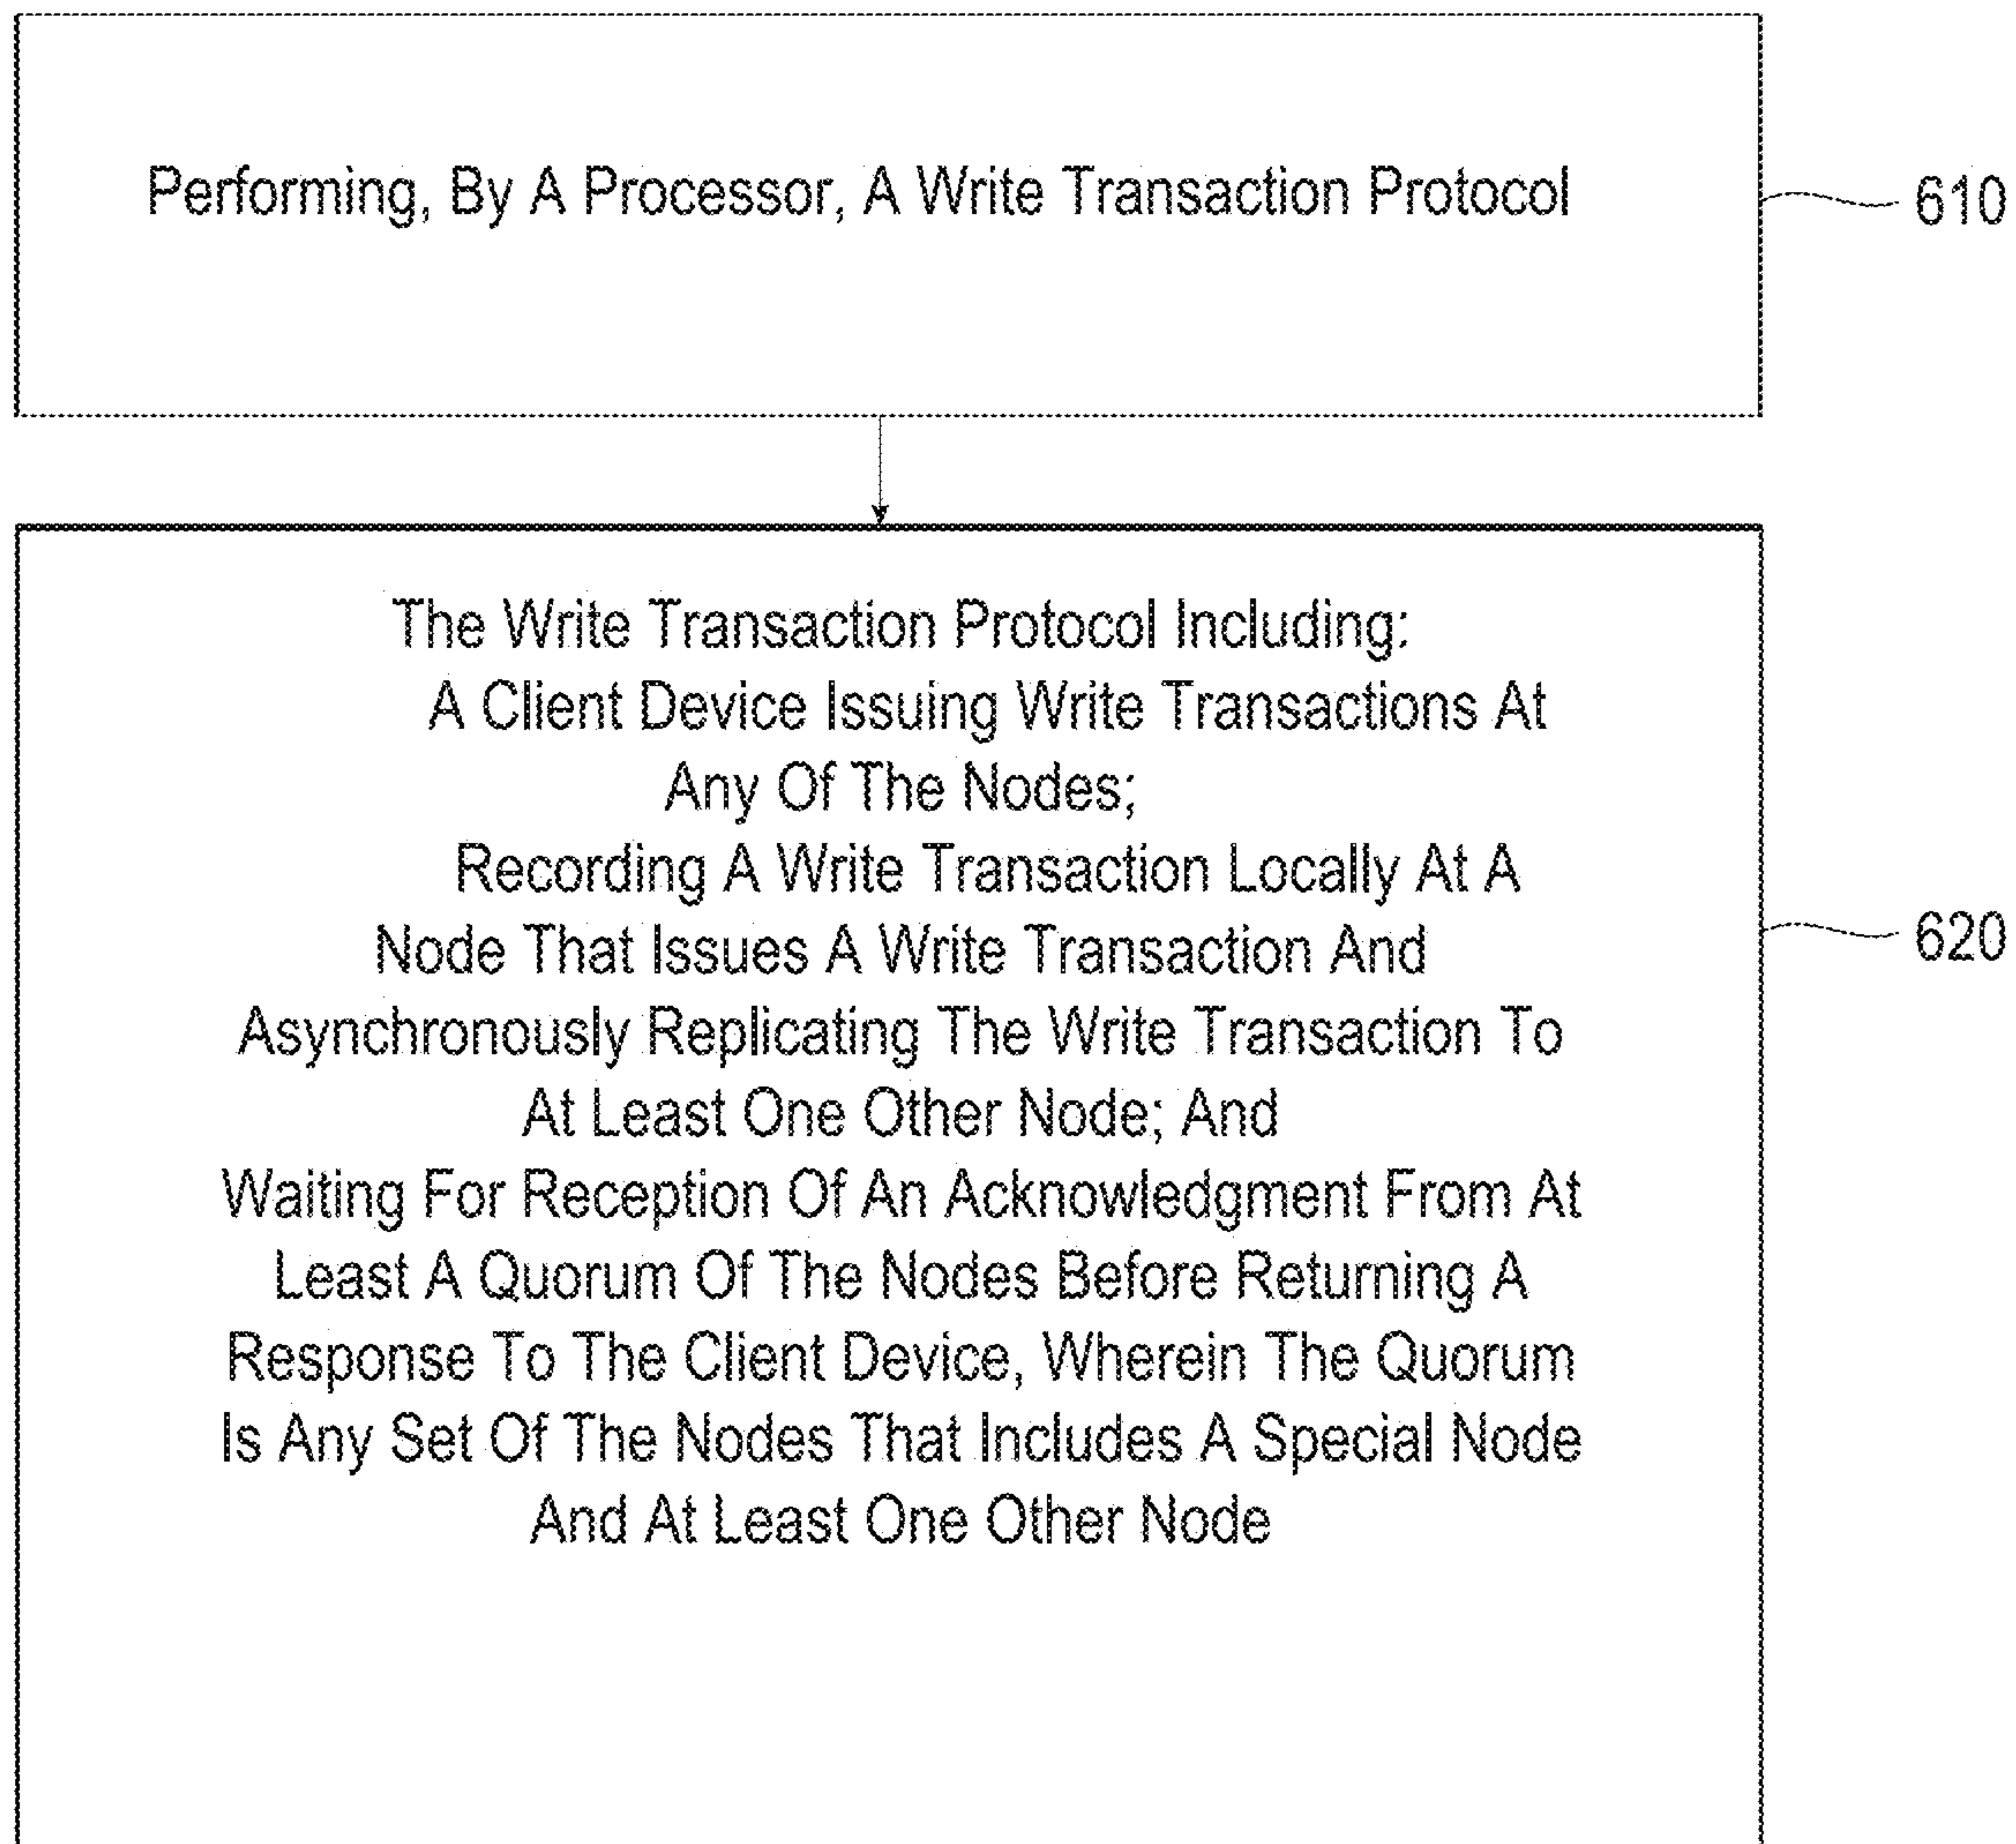 Performing, By A Processor, A Write Transaction Protocol
610
The Write Transaction Protocol Including:
A Client Device Issuing Write Transactions At
Any Of The Nodes;
Recording A Write Transaction Locally At A
Node That Issues A Write Transaction And
Asynchronously Replicating The Write Transaction To
At Least One Other Node; And
Waiting For Reception Of An Acknowledgment From At
Least A Quorum Of The Nodes Before Returning A
Response To The Client Device, Wherein The Quorum
Is Any Set Of The Nodes That Includes A Special Node
And At Least One Other Node
620